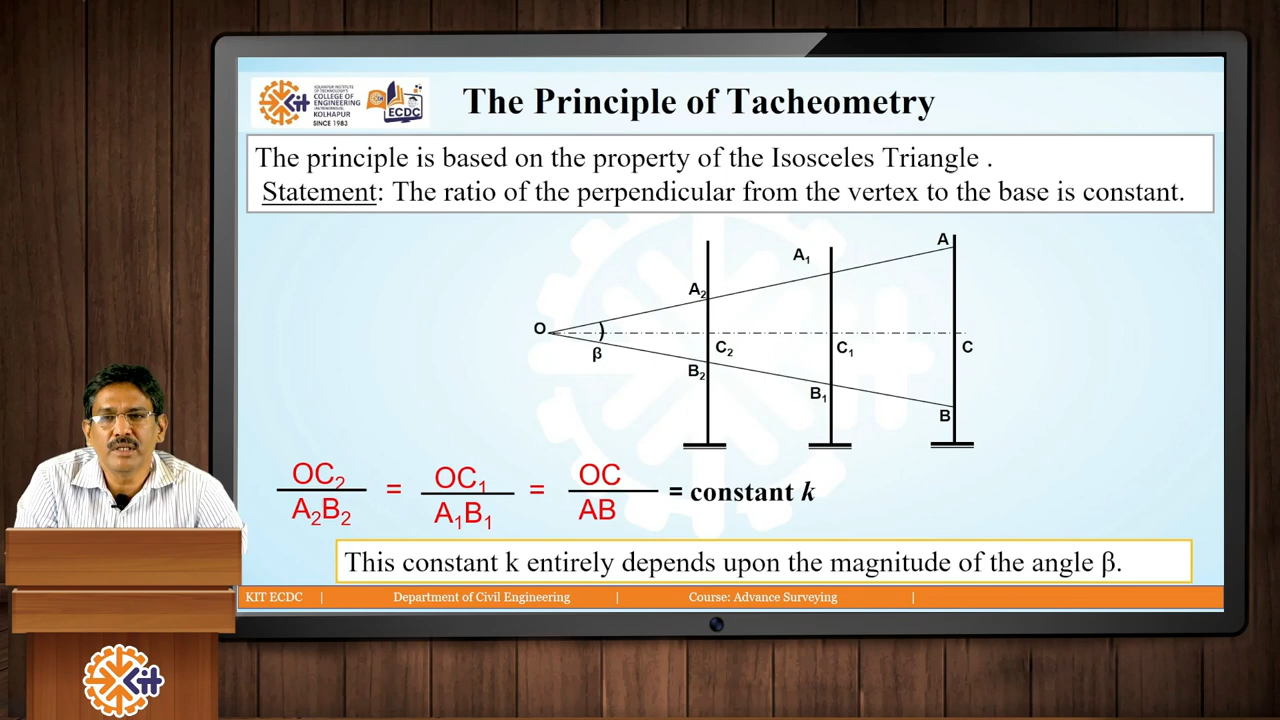 KOLHAPUR INSTITUTE
OF TECHNOLOGY'S
COLLEGE OF
ENGINEERING
KOLHAPUR
SINCE 1983
Kit
ECDC
The Principle of Tacheometry
The principle is based on the property of the Isosceles Triangle .
Statement: The ratio of the perpendicular from the vertex to the base is constant.
A
A₁
A₂
O
β
C₂
C₁
C
B₂
B₁
B
OC₂ / A₂B₂ = OC₁ / A₁B₁ = OC / AB = constant k
This constant k entirely depends upon the magnitude of the angle β.
KIT ECDC | Department of Civil Engineering | Course: Advance Surveying |
Kit